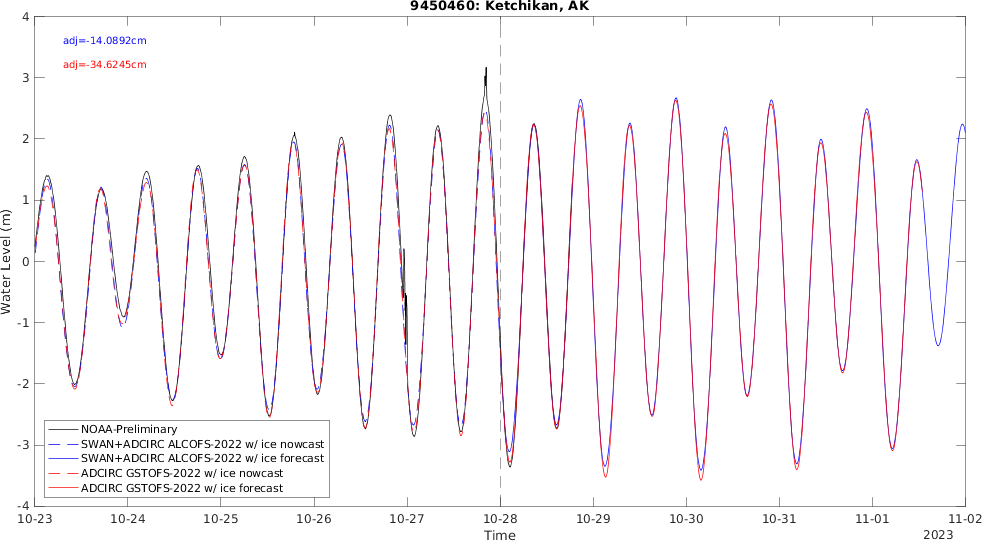 9450460: Ketchikan, AK
adj=-14.0892cm
adj=-34.6245cm
4
3
2
1
0
-1
-2
-3
-4
Water Level (m)
NOAA-Preliminary
SWAN+ADCIRC ALCOFS-2022 w/ ice nowcast
SWAN+ADCIRC ALCOFS-2022 w/ ice forecast
ADCIRC GSTOFS-2022 w/ ice nowcast
ADCIRC GSTOFS-2022 w/ ice forecast
10-23 10-24 10-25 10-26 10-27 10-28 10-29 10-30 10-31 11-01 11-02
Time
2023